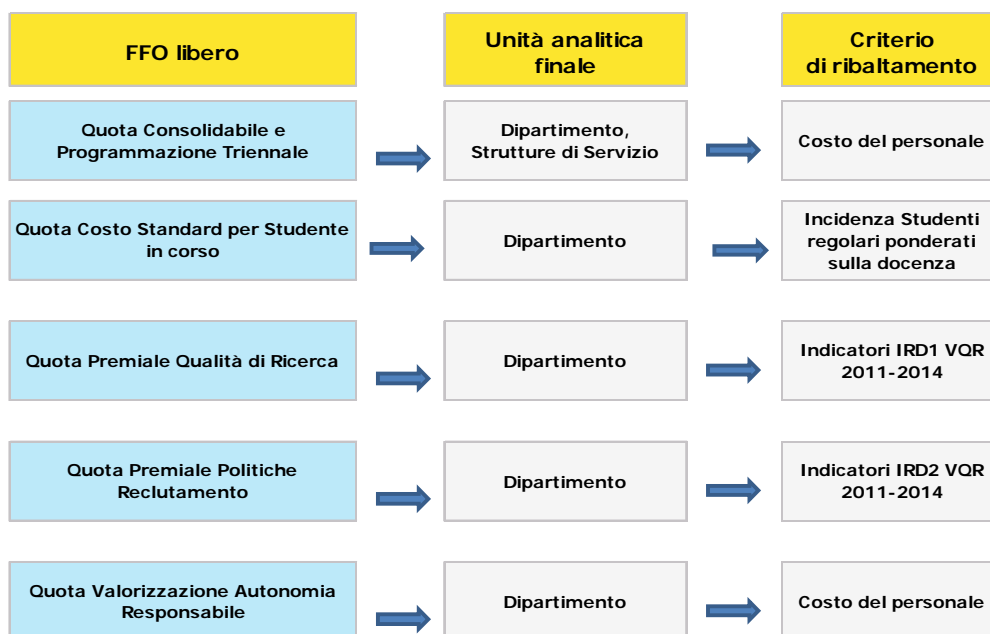 FFO libero
Unità analitica
finale
Criterio
di ribaltamento
Quota Consolidabile e
Programmazione Triennale
Dipartimento,
Strutture di Servizio
Costo del personale
Quota Costo Standard per Studente
in corso
Dipartimento
Incidenza Studenti
regolari ponderati
sulla docenza
Quota Premiale Qualità di Ricerca
Dipartimento
Indicatori IRD1 VQR
2011-2014
Quota Premiale Politiche
Reclutamento
Dipartimento
Indicatori IRD2 VQR
2011-2014
Quota Valorizzazione Autonomia
Responsabile
Dipartimento
Costo del personale